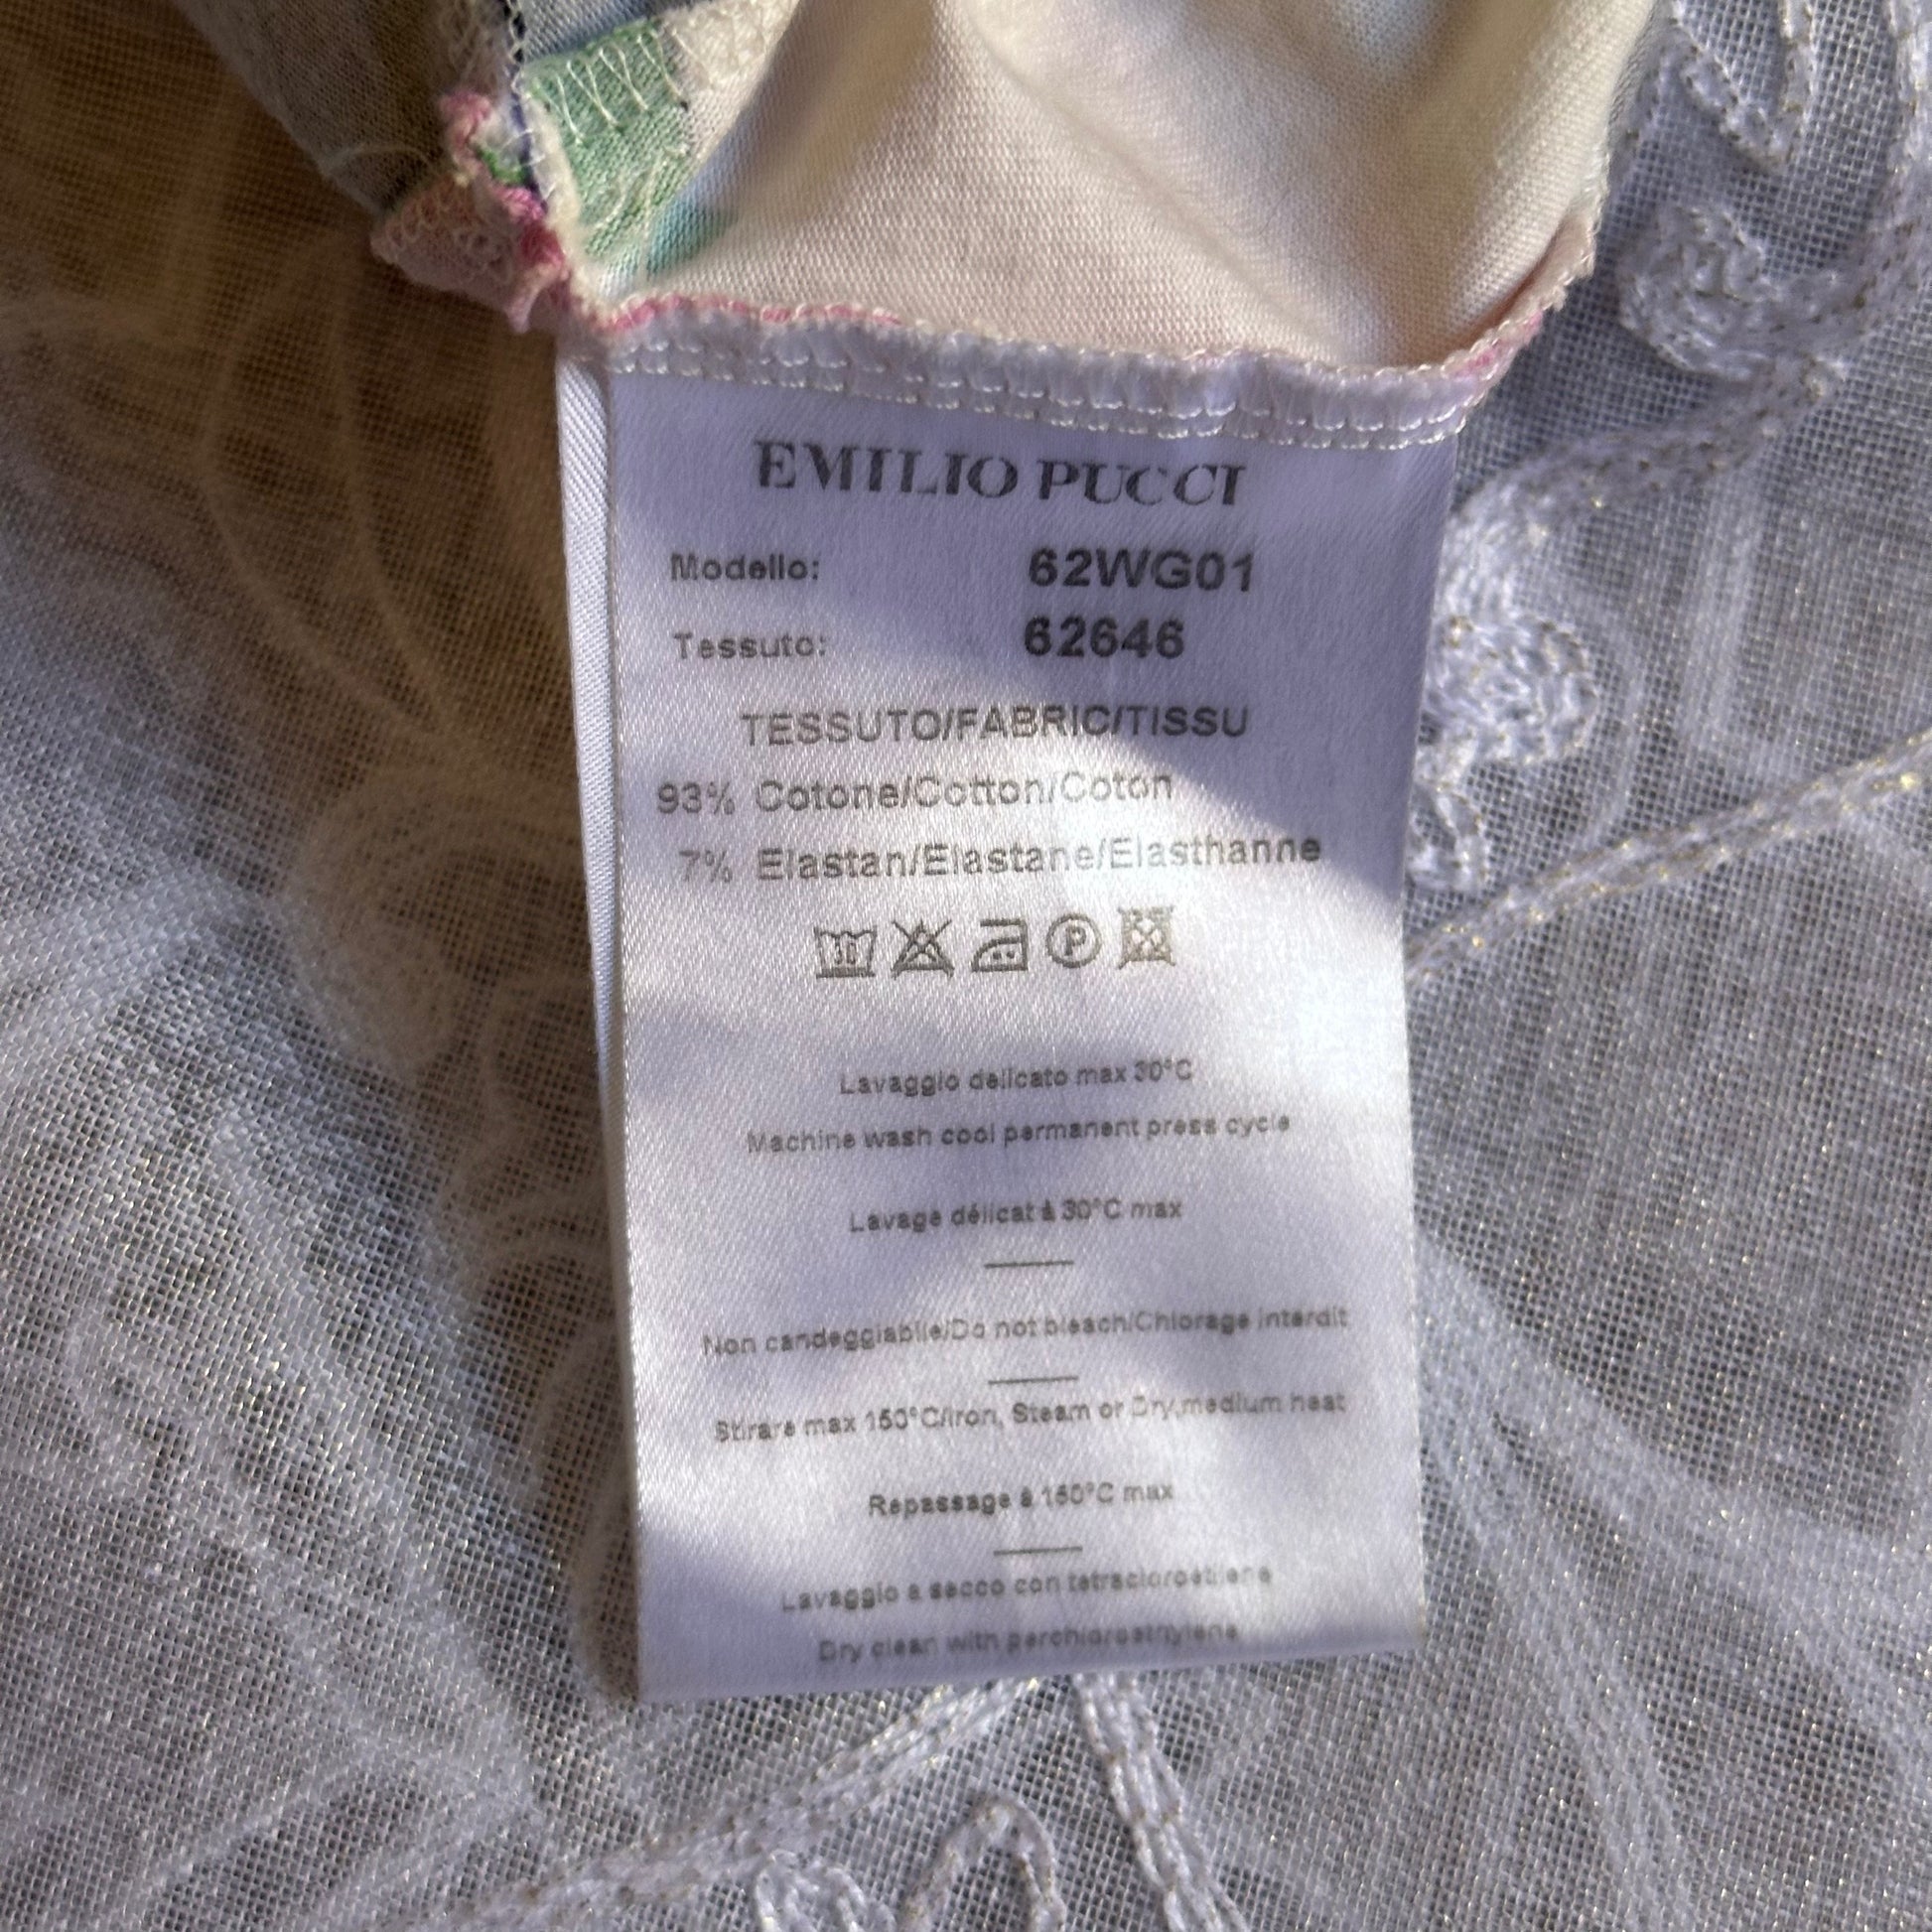 EMILIO PUCCI
Modello: 62WG01
Tessuto: 62646
TESSUTO/FABRIC/TISSU
93% Cotone/Cotton/Coton
7% Elastan/Elastane/Elasthanne
30
P
Lavaggio delicato max 30°C
Machine wash cool permanent press cycle
Lavage délicat à 30°C max
Non candeggiabile/Do not bleach/Chlorage interdit
Stirare max 150°C/Iron, Steam or Dry,medium heat
Repassage à 150°C max
Lavaggio a secco con tetracloroetilene
Dry clean with perchloroethylene